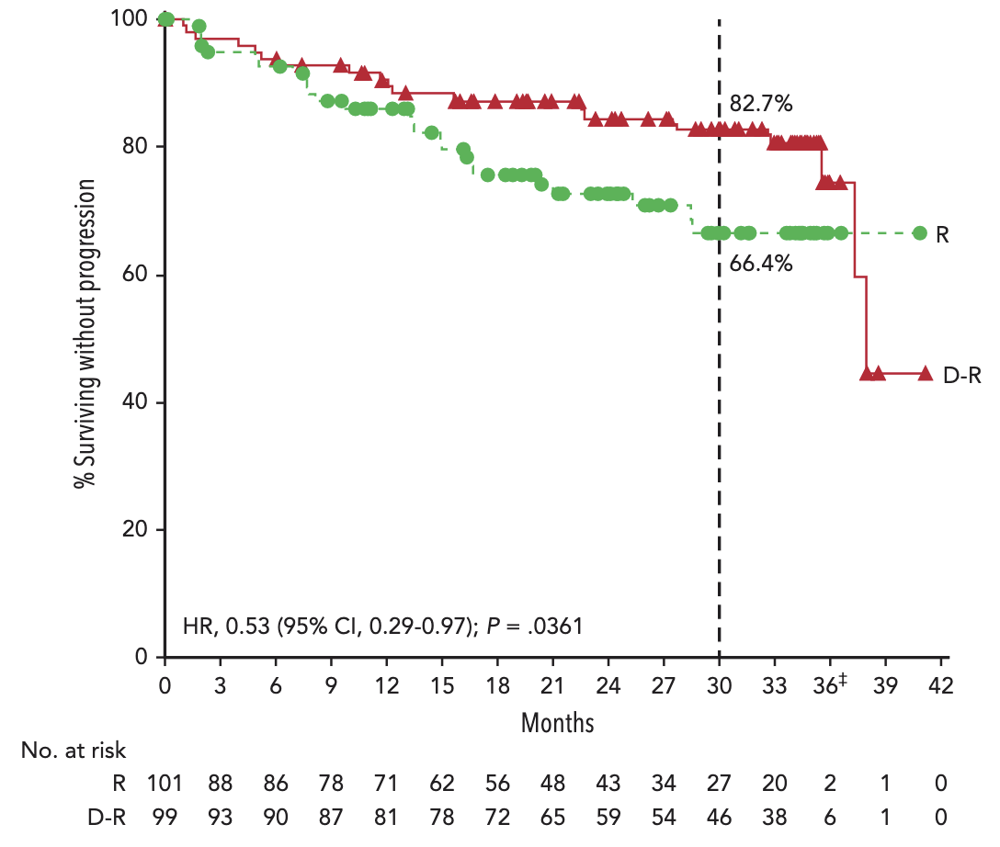 % Surviving without progression
100
80
60
40
20
0
82.7%
66.4%
R
D-R
HR, 0.53 (95% CI, 0.29-0.97); P = .0361
0 3 6 9 12 15 18 21 24 27 30 33 36‡ 39 42
Months
No. at risk
R 101 88 86 78 71 62 56 48 43 34 27 20 2 1 0
D-R 99 93 90 87 81 78 72 65 59 54 46 38 6 1 0